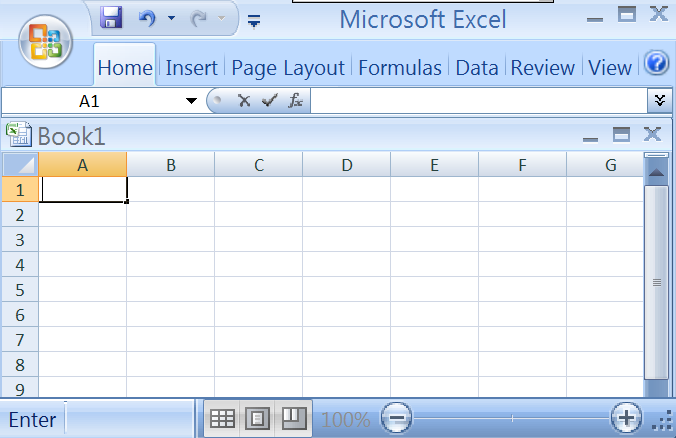 Microsoft Excel
Home Insert Page Layout Formulas Data Review View
A1 fx
Book1
A B C D E F G
1
2
3
4
5
6
7
8
9
Enter 100%